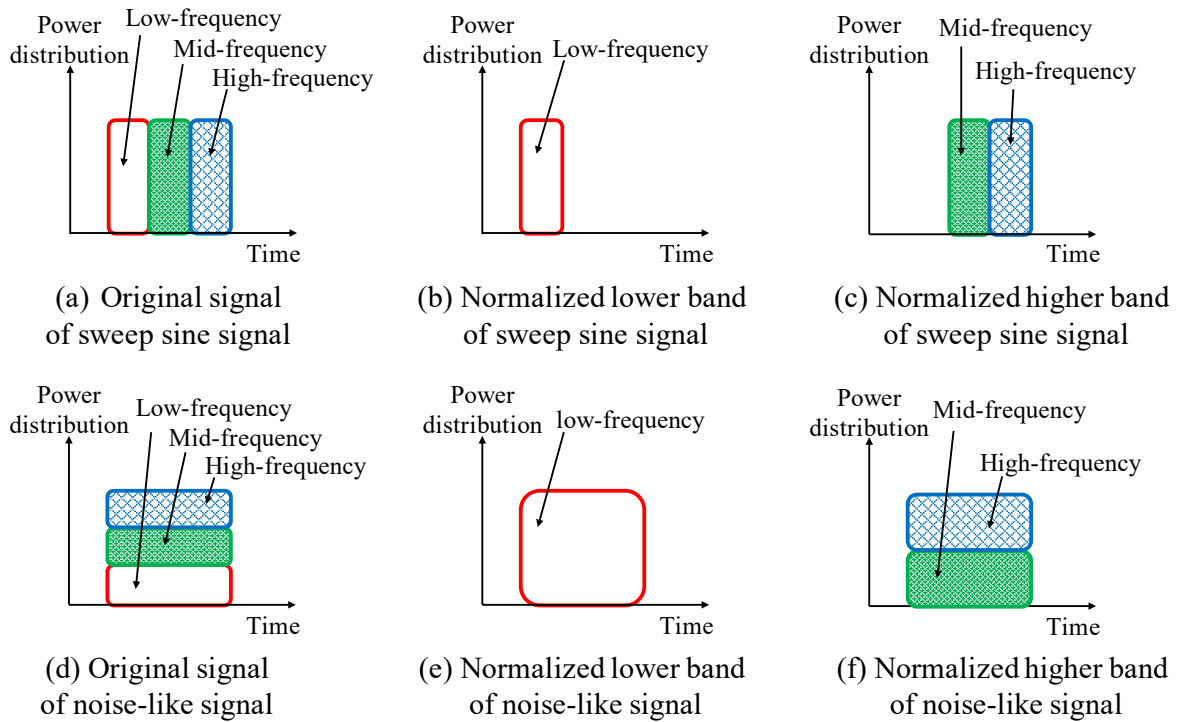 Power
distribution
Low-frequency
Mid-frequency
High-frequency
Time
(a) Original signal
of sweep sine signal
Power
distribution
Low-frequency
Time
(b) Normalized lower band
of sweep sine signal
Power
distribution
Mid-frequency
High-frequency
Time
(c) Normalized higher band
of sweep sine signal
Power
distribution
Low-frequency
Mid-frequency
High-frequency
Time
(d) Original signal
of noise-like signal
Power
distribution
low-frequency
Time
(e) Normalized lower band
of noise-like signal
Power
distribution
Mid-frequency
High-frequency
Time
(f) Normalized higher band
of noise-like signal